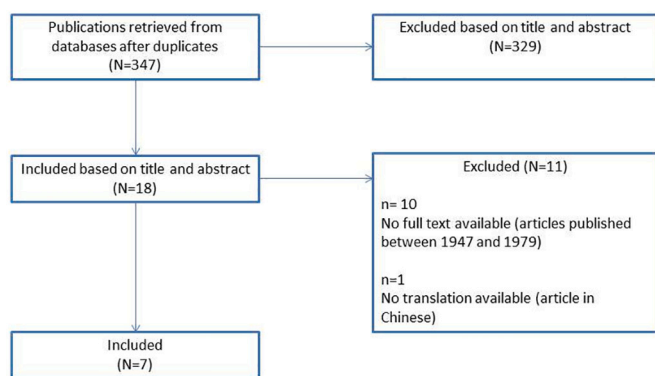 Publications retrieved from
databases after duplicates
(N=347)
Excluded based on title and abstract
(N=329)
Included based on title and abstract
(N=18)
Excluded (N=11)
n= 10
No full text available (articles published
between 1947 and 1979)
n=1
No translation available (article in
Chinese)
Included
(N=7)